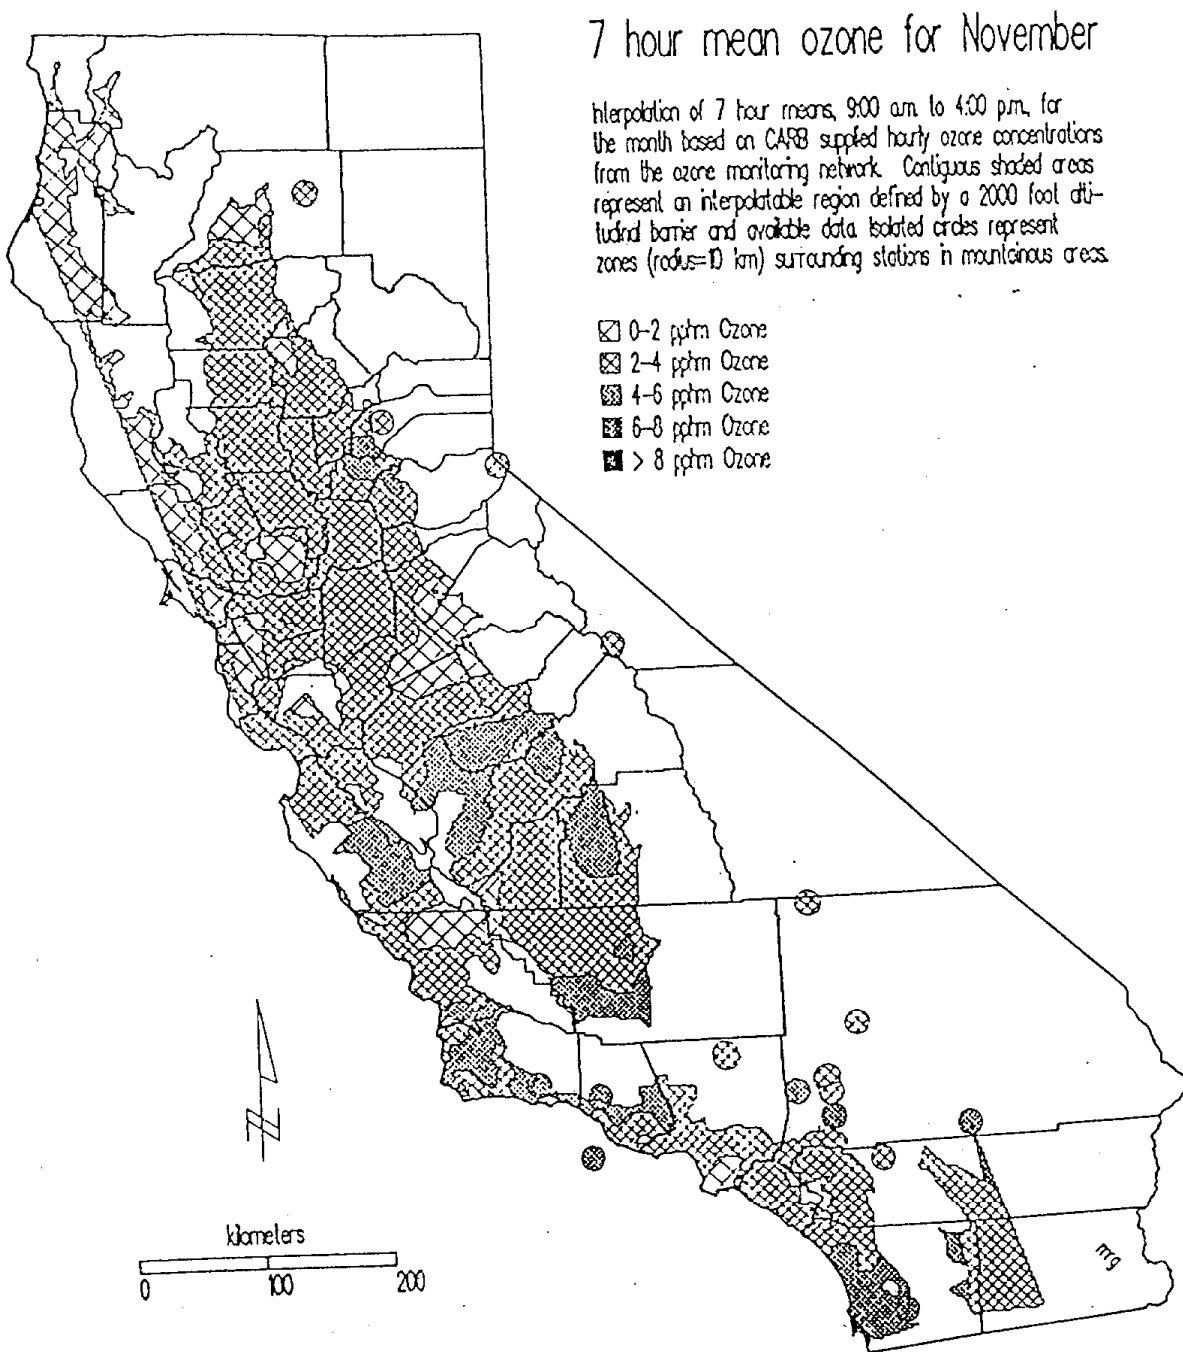 7 hour mean ozone for November
Interpolation of 7 hour means, 9:00 a.m. to 4:00 p.m., for
the month based on CARB supplied hourly ozone concentrations
from the ozone monitoring network. Contiguous shaded areas
represent an interpolatable region defined by a 2000 foot alti-
tudinal barrier and available data. Isolated circles represent
zones (radius=10 km) surrounding stations in mountainous areas.
0-2 pphm Ozone
2-4 pphm Ozone
4-6 pphm Ozone
6-8 pphm Ozone
> 8 pphm Ozone
N
kilometers
0 100 200
mrg